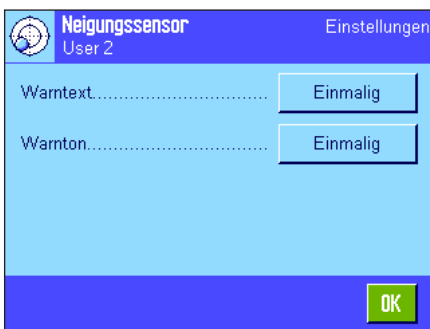 Neigungssensor Einstellungen
User 2
Warntext................................ Einmalig
Warnton................................. Einmalig
OK